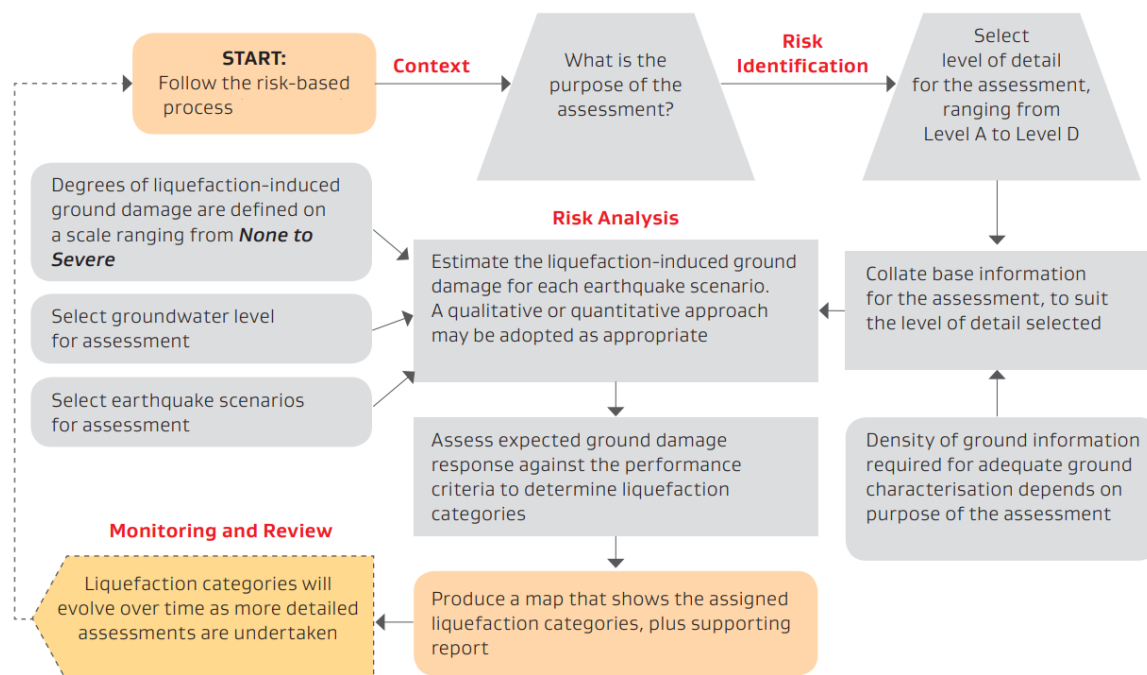 START:
Follow the risk-based
process
Context
What is the
purpose of the
assessment?
Risk
Identification
Select
level of detail
for the assessment,
ranging from
Level A to Level D
Degrees of liquefaction-induced
ground damage are defined on
a scale ranging from None to
Severe
Select groundwater level
for assessment
Select earthquake scenarios
for assessment
Risk Analysis
Estimate the liquefaction-induced ground
damage for each earthquake scenario.
A qualitative or quantitative approach
may be adopted as appropriate
Collate base information
for the assessment, to suit
the level of detail selected
Density of ground information
required for adequate ground
characterisation depends on
purpose of the assessment
Assess expected ground damage
response against the performance
criteria to determine liquefaction
categories
Monitoring and Review
Liquefaction categories will
evolve over time as more detailed
assessments are undertaken
Produce a map that shows the assigned
liquefaction categories, plus supporting
report